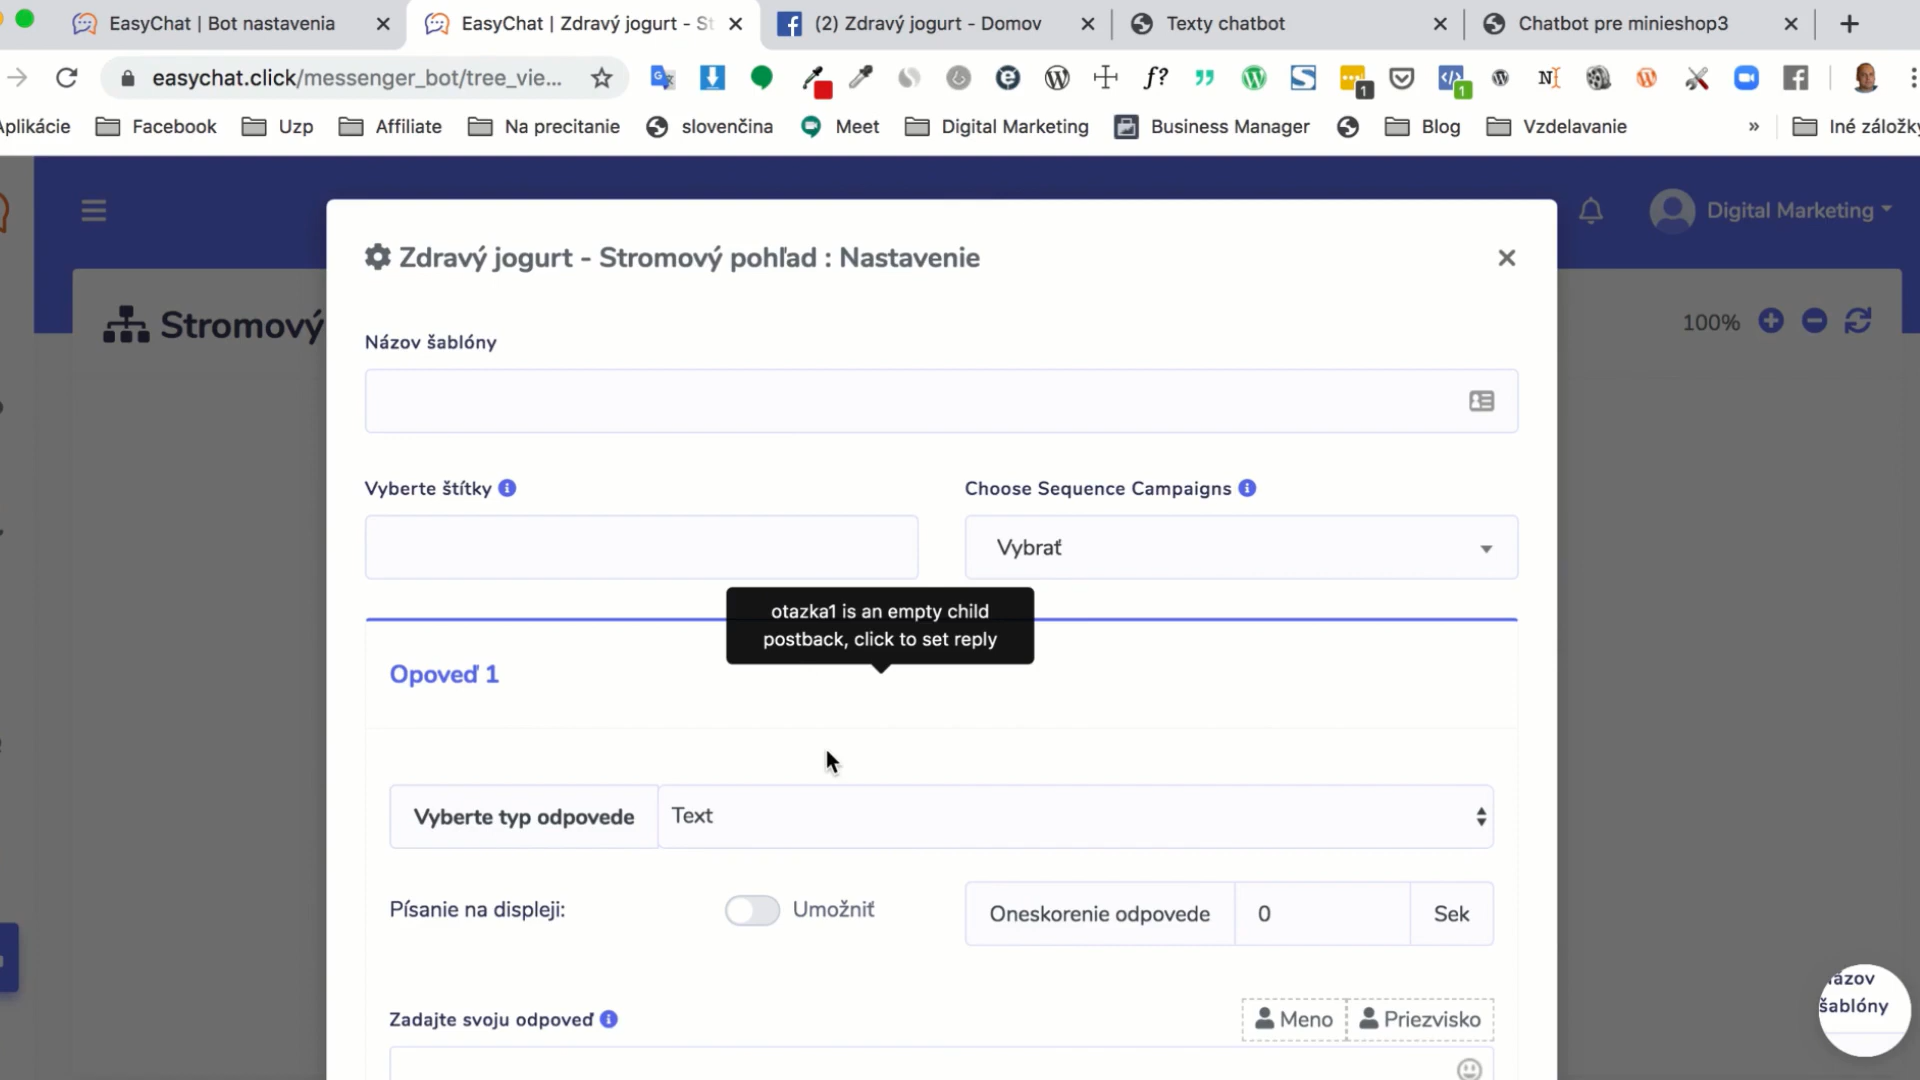 EasyChat | Bot nastavenia
EasyChat | Zdravý jogurt - St
(2) Zdravý jogurt - Domov
Texty chatbot
Chatbot pre minieshop3
easychat.click/messenger_bot/tree_vie...
plikácie
Facebook
Uzp
Affiliate
Na precitanie
slovenčina
Meet
Digital Marketing
Business Manager
Blog
Vzdelavanie
»
Iné záložky
Digital Marketing
Stromový
100%
Zdravý jogurt - Stromový pohľad : Nastavenie
Názov šablóny
Vyberte štítky
Choose Sequence Campaigns
Vybrať
otazka1 is an empty child
postback, click to set reply
Opoveď 1
Vyberte typ odpovede
Text
Písanie na displeji:
Umožniť
Oneskorenie odpovede
0
Sek
Zadajte svoju odpoveď
Meno
Priezvisko
ázov
šablóny